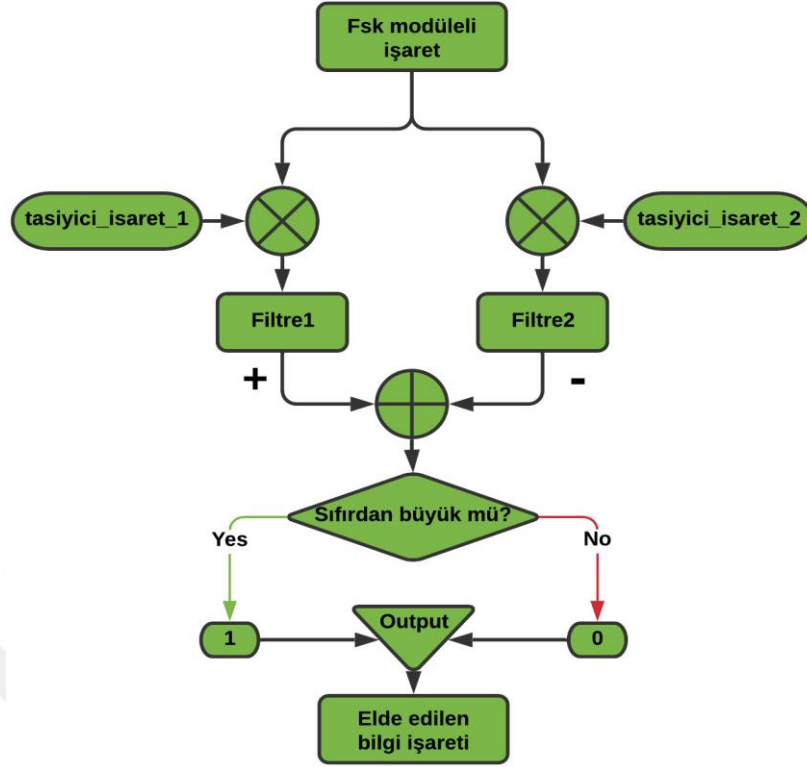 Fsk modüleli
işaret
tasiyici_isaret_1
tasiyici_isaret_2
Filtre1
Filtre2
+
-
Sıfırdan büyük mü?
Yes
No
1
Output
0
Elde edilen
bilgi işareti